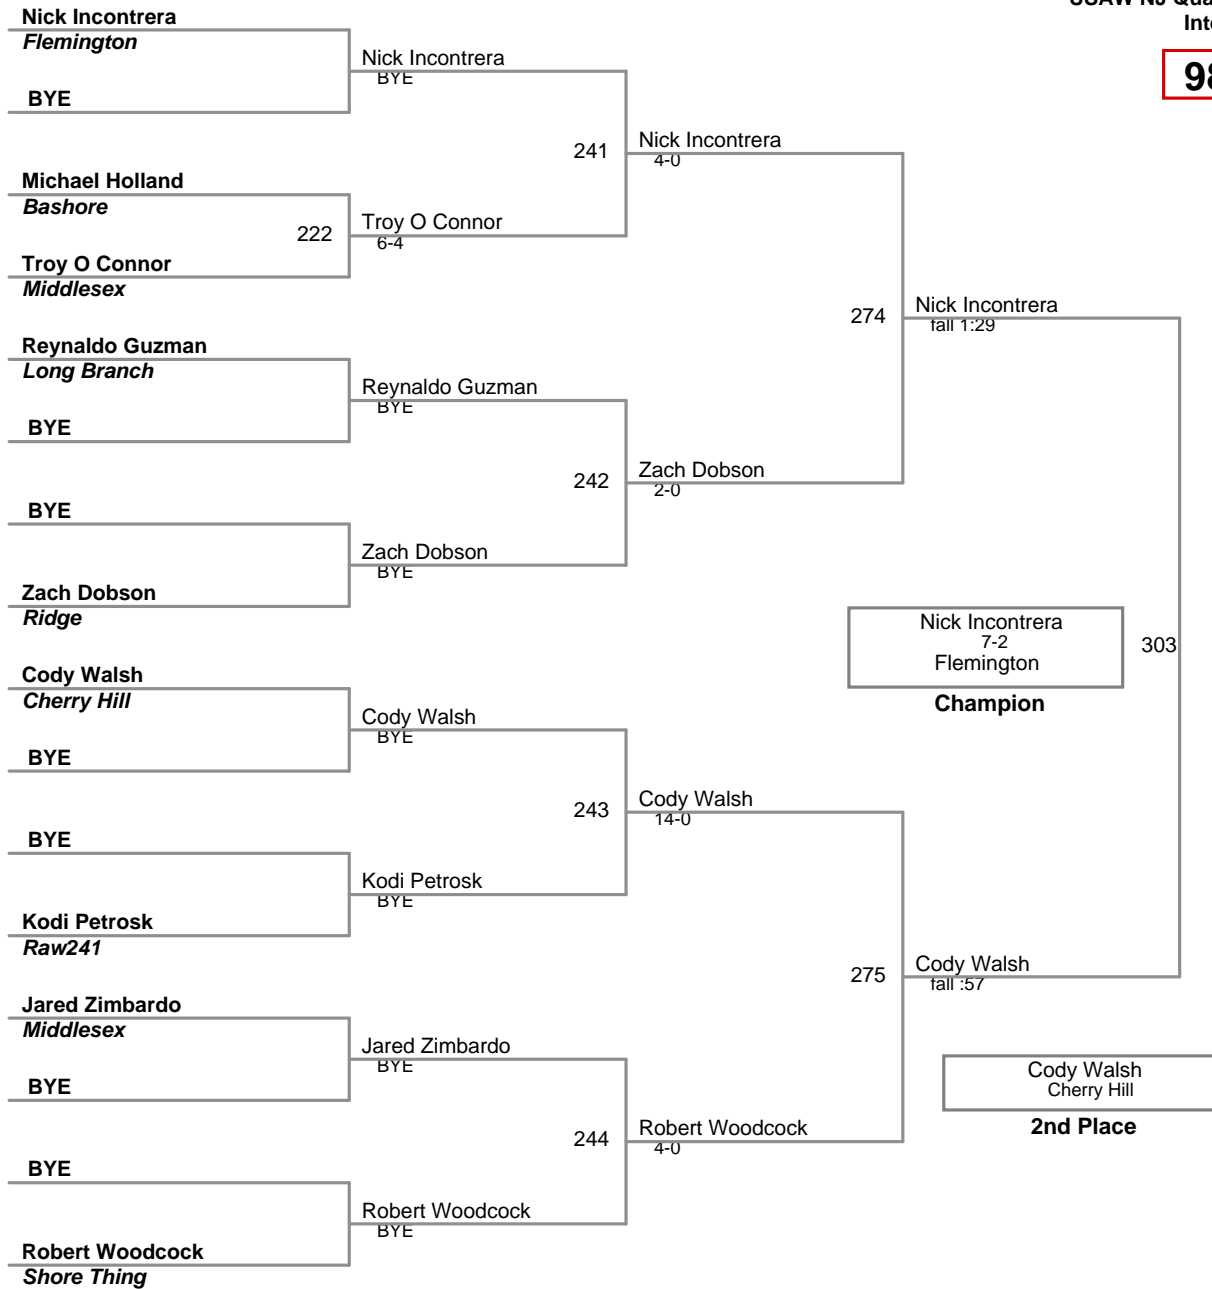 Nick Incontrera
Flemington
BYE
Nick Incontrera
BYE
Michael Holland
Bashore
222
Troy O Connor
Middlesex
Troy O Connor
6-4
241
Nick Incontrera
4-0
Reynaldo Guzman
Long Branch
BYE
Reynaldo Guzman
BYE
BYE
Zach Dobson
Ridge
Zach Dobson
BYE
242
Zach Dobson
2-0
274
Nick Incontrera
fall 1:29
Cody Walsh
Cherry Hill
BYE
Cody Walsh
BYE
BYE
Kodi Petrosk
Raw241
Kodi Petrosk
BYE
243
Cody Walsh
14-0
Jared Zimbardo
Middlesex
BYE
Jared Zimbardo
BYE
BYE
Robert Woodcock
Shore Thing
Robert Woodcock
BYE
244
Robert Woodcock
4-0
275
Cody Walsh
fall :57
303
Nick Incontrera
7-2
Flemington
Champion
Cody Walsh
Cherry Hill
2nd Place